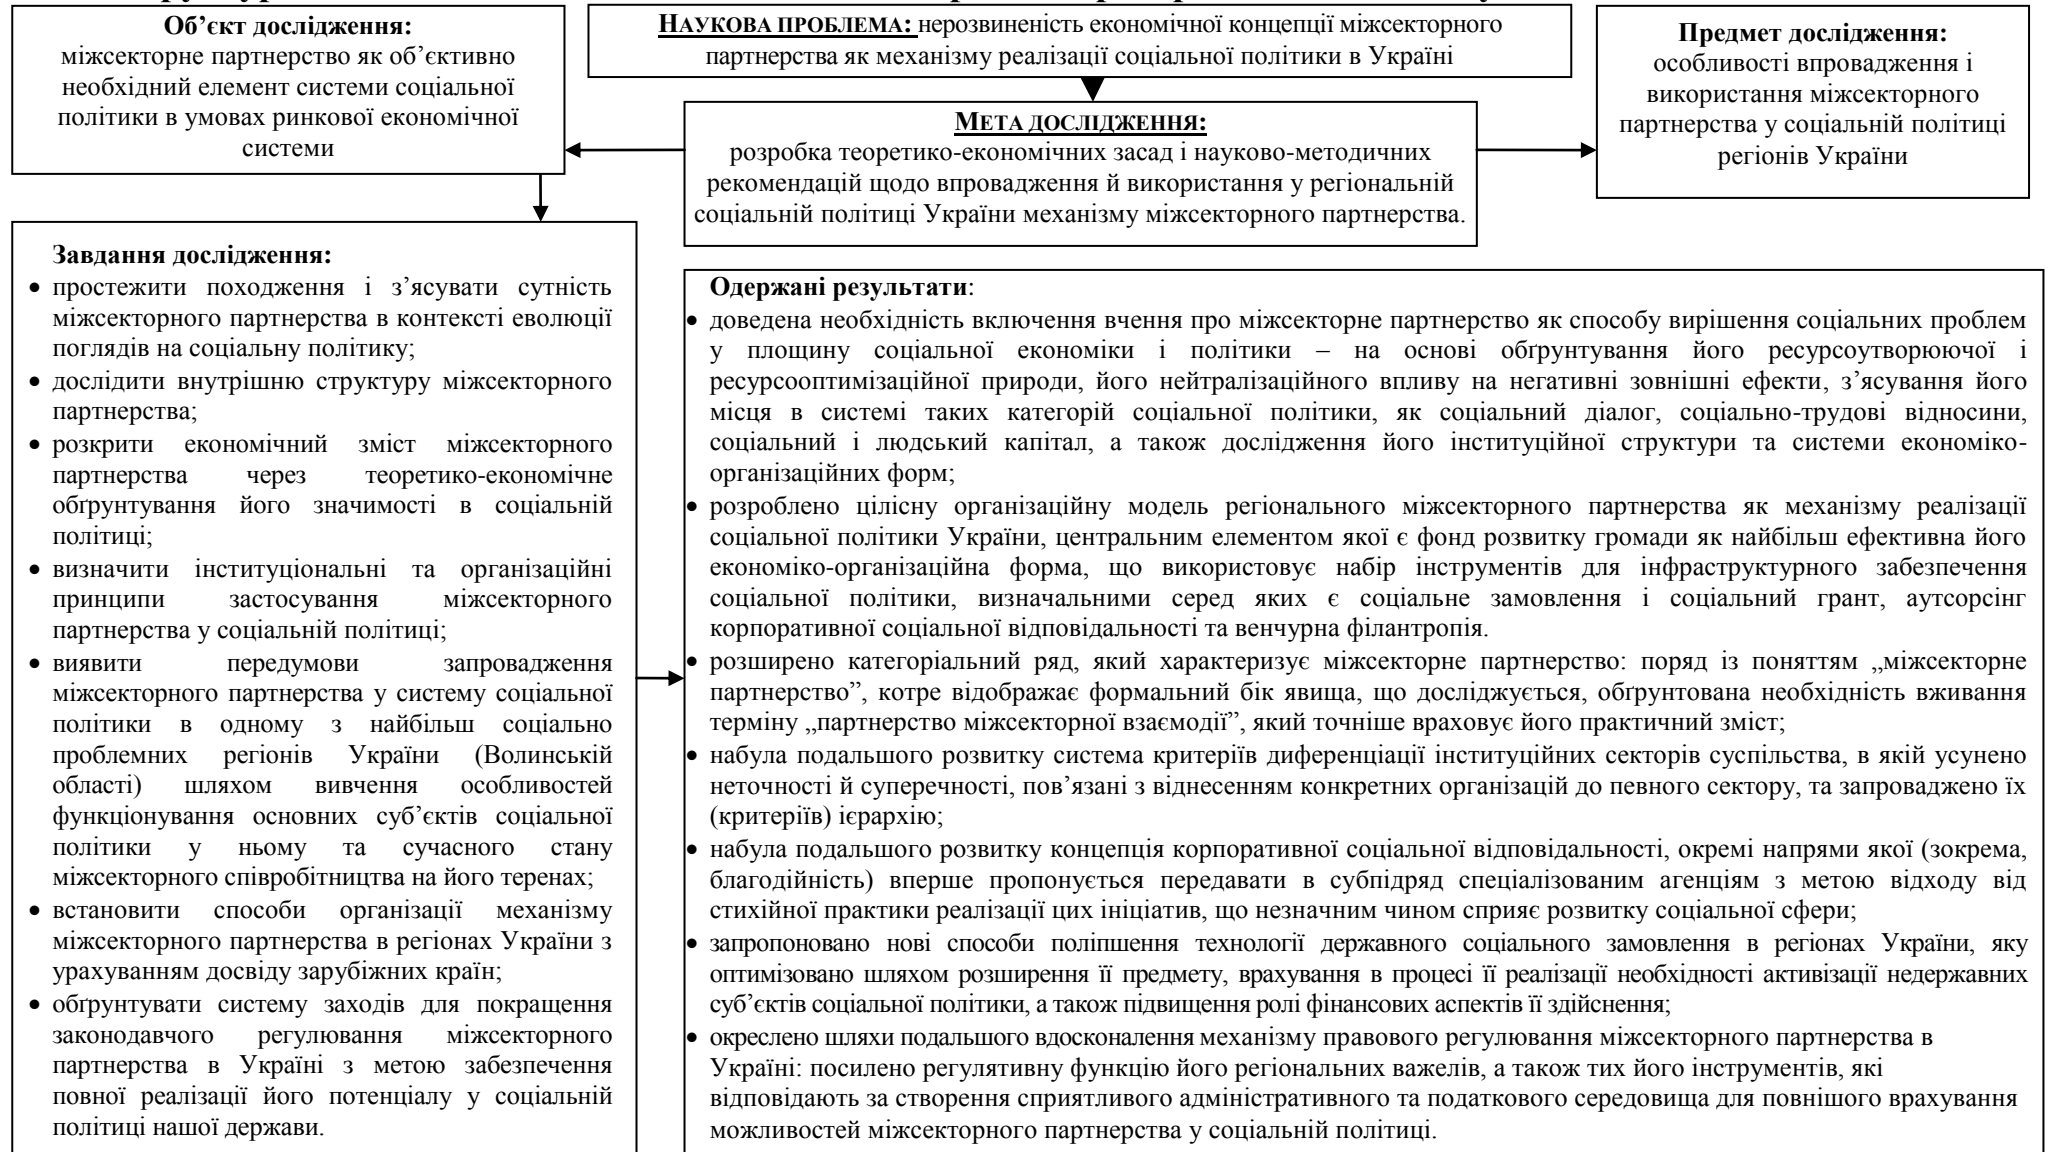 Об’єкт дослідження:
міжсекторне партнерство як об’єктивно
необхідний елемент системи соціальної
політики в умовах ринкової економічної
системи
НАУКОВА ПРОБЛЕМА: нерозвиненість економічної концепції міжсекторного
партнерства як механізму реалізації соціальної політики в Україні
Предмет дослідження:
особливості впровадження і
використання міжсекторного
партнерства у соціальній політиці
регіонів України
МЕТА ДОСЛІДЖЕННЯ:
розробка теоретико-економічних засад і науково-методичних
рекомендацій щодо впровадження й використання у регіональній
соціальній політиці України механізму міжсекторного партнерства.
Завдання дослідження:
• простежити походження і з’ясувати сутність
міжсекторного партнерства в контексті еволюції
поглядів на соціальну політику;
• дослідити внутрішню структуру міжсекторного
партнерства;
• розкрити економічний зміст міжсекторного
партнерства через теоретико-економічне
обґрунтування його значимості в соціальній
політиці;
• визначити інституціональні та організаційні
принципи застосування міжсекторного
партнерства у соціальній політиці;
• виявити передумови запровадження
міжсекторного партнерства у систему соціальної
політики в одному з найбільш соціально
проблемних регіонів України (Волинській
області) шляхом вивчення особливостей
функціонування основних суб’єктів соціальної
політики у ньому та сучасного стану
міжсекторного співробітництва на його теренах;
• встановити способи організації механізму
міжсекторного партнерства в регіонах України з
урахуванням досвіду зарубіжних країн;
• обґрунтувати систему заходів для покращення
законодавчого регулювання міжсекторного
партнерства в Україні з метою забезпечення
повної реалізації його потенціалу у соціальній
політиці нашої держави.
Одержані результати:
• доведена необхідність включення вчення про міжсекторне партнерство як способу вирішення соціальних проблем
у площину соціальної економіки і політики – на основі обґрунтування його ресурсоутворюючої і
ресурсооптимізаційної природи, його нейтралізаційного впливу на негативні зовнішні ефекти, з’ясування його
місця в системі таких категорій соціальної політики, як соціальний діалог, соціально-трудові відносини,
соціальний і людський капітал, а також дослідження його інституційної структури та системи економіко-
організаційних форм;
• розроблено цілісну організаційну модель регіонального міжсекторного партнерства як механізму реалізації
соціальної політики України, центральним елементом якої є фонд розвитку громади як найбільш ефективна його
економіко-організаційна форма, що використовує набір інструментів для інфраструктурного забезпечення
соціальної політики, визначальними серед яких є соціальне замовлення і соціальний грант, аутсорсінг
корпоративної соціальної відповідальності та венчурна філантропія.
• розширено категоріальний ряд, який характеризує міжсекторне партнерство: поряд із поняттям „міжсекторне
партнерство”, котре відображає формальний бік явища, що досліджується, обґрунтована необхідність вживання
терміну „партнерство міжсекторної взаємодії”, який точніше враховує його практичний зміст;
• набула подальшого розвитку система критеріїв диференціації інституційних секторів суспільства, в якій усунено
неточності й суперечності, пов’язані з віднесенням конкретних організацій до певного сектору, та запроваджено їх
(критеріїв) ієрархію;
• набула подальшого розвитку концепція корпоративної соціальної відповідальності, окремі напрями якої (зокрема,
благодійність) вперше пропонується передавати в субпідряд спеціалізованим агенціям з метою відходу від
стихійної практики реалізації цих ініціатив, що незначним чином сприяє розвитку соціальної сфери;
• запропоновано нові способи поліпшення технології державного соціального замовлення в регіонах України, яку
оптимізовано шляхом розширення її предмету, врахування в процесі її реалізації необхідності активізації недержавних
суб’єктів соціальної політики, а також підвищення ролі фінансових аспектів її здійснення;
• окреслено шляхи подальшого вдосконалення механізму правового регулювання міжсекторного партнерства в
Україні: посилено регулятивну функцію його регіональних важелів, а також тих його інструментів, які
відповідають за створення сприятливого адміністративного та податкового середовища для повнішого врахування
можливостей міжсекторного партнерства у соціальній політиці.